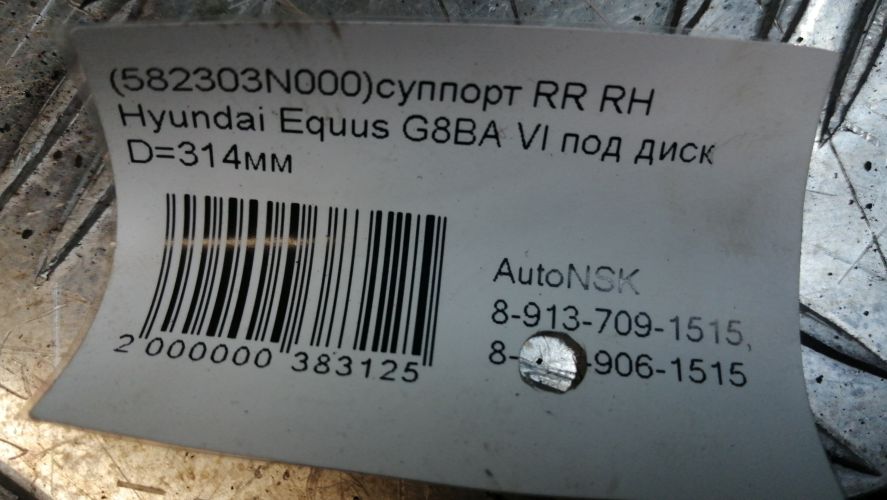 (582303N000)суппорт RR RH
Hyundai Equus G8BA VI под диск
D=314мм
2 000000 383125
AutoNSK
8-913-709-1515,
8- -906-1515